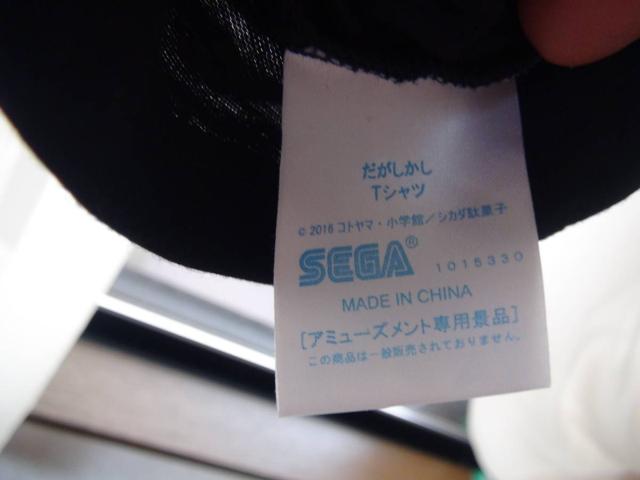 だがしかし
Tシャツ
© 2016 コトヤマ・小学館／シカダ駄菓子
SEGA® 1015330
MADE IN CHINA
[アミューズメント専用景品]
この商品は一般販売されておりません。